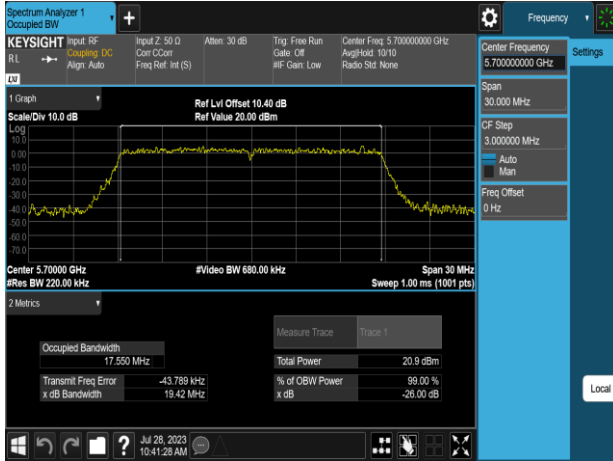 Spectrum Analyzer 1
Occupied BW
+
Frequency
KEYSIGHT
RL
LXI
Input: RF
Coupling: DC
Align: Auto
Input Z: 50 Ω
Corr CCorr
Freq Ref: Int (S)
Atten: 30 dB
Trig: Free Run
Gate: Off
#IF Gain: Low
Center Freq: 5.700000000 GHz
Avg|Hold: 10/10
Radio Std: None
Center Frequency
5.700000000 GHz
Settings
Span
30.000 MHz
CF Step
3.000000 MHz
Auto
Man
Freq Offset
0 Hz
Local
1 Graph
Scale/Div 10.0 dB
Ref Lvl Offset 10.40 dB
Ref Value 20.00 dBm
Log
10.0
0.00
-10.0
-20.0
-30.0
-40.0
-50.0
-60.0
-70.0
Center 5.70000 GHz
#Res BW 220.00 kHz
#Video BW 680.00 kHz
Span 30 MHz
Sweep 1.00 ms (1001 pts)
2 Metrics
Measure Trace Trace 1
Occupied Bandwidth
17.550 MHz
Total Power 20.9 dBm
Transmit Freq Error -43.789 kHz
% of OBW Power 99.00 %
x dB Bandwidth 19.42 MHz
x dB -26.00 dB
?
Jul 28, 2023
10:41:28 AM